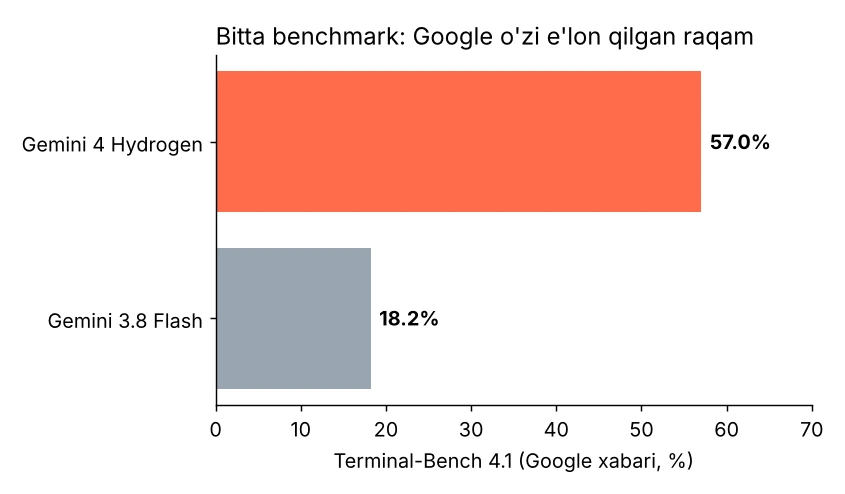 Bitta benchmark: Google o'zi e'lon qilgan raqam
Gemini 4 Hydrogen
57.0%
Gemini 3.8 Flash
18.2%
0 10 20 30 40 50 60 70
Terminal-Bench 4.1 (Google xabari, %)